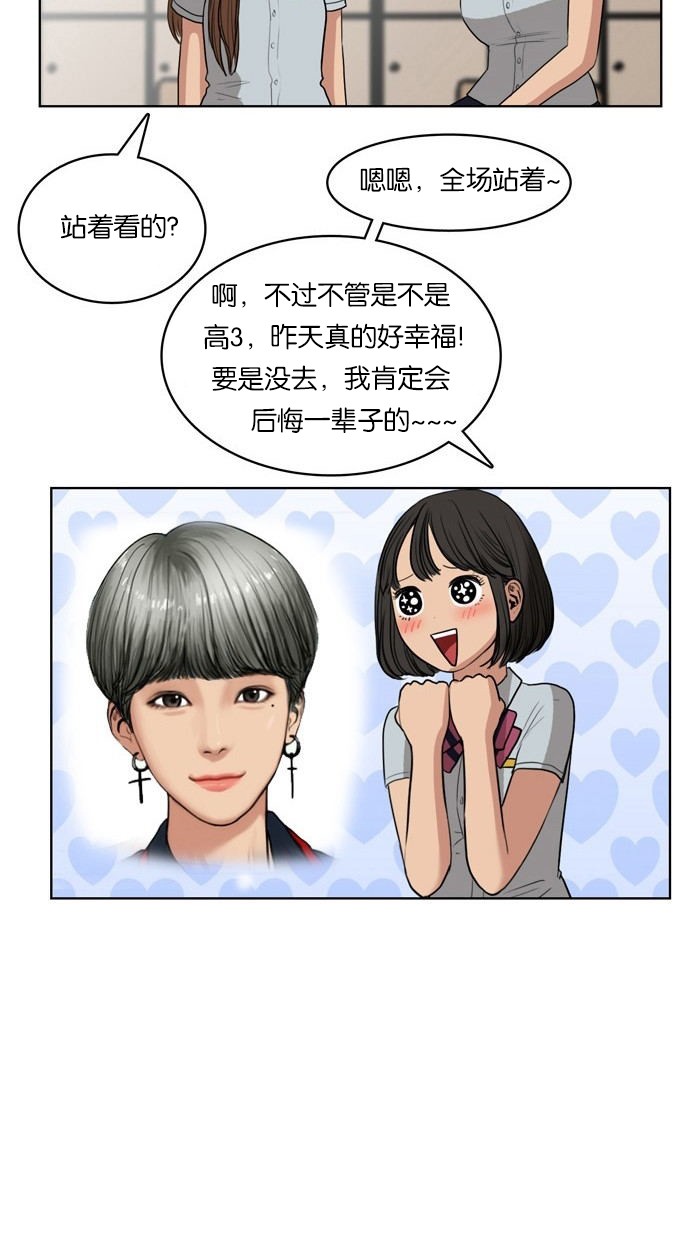 站着看的?
嗯嗯，全场站着~
啊，不过不管是不是
高3，昨天真的好幸福!
要是没去，我肯定会
后悔一辈子的~~~